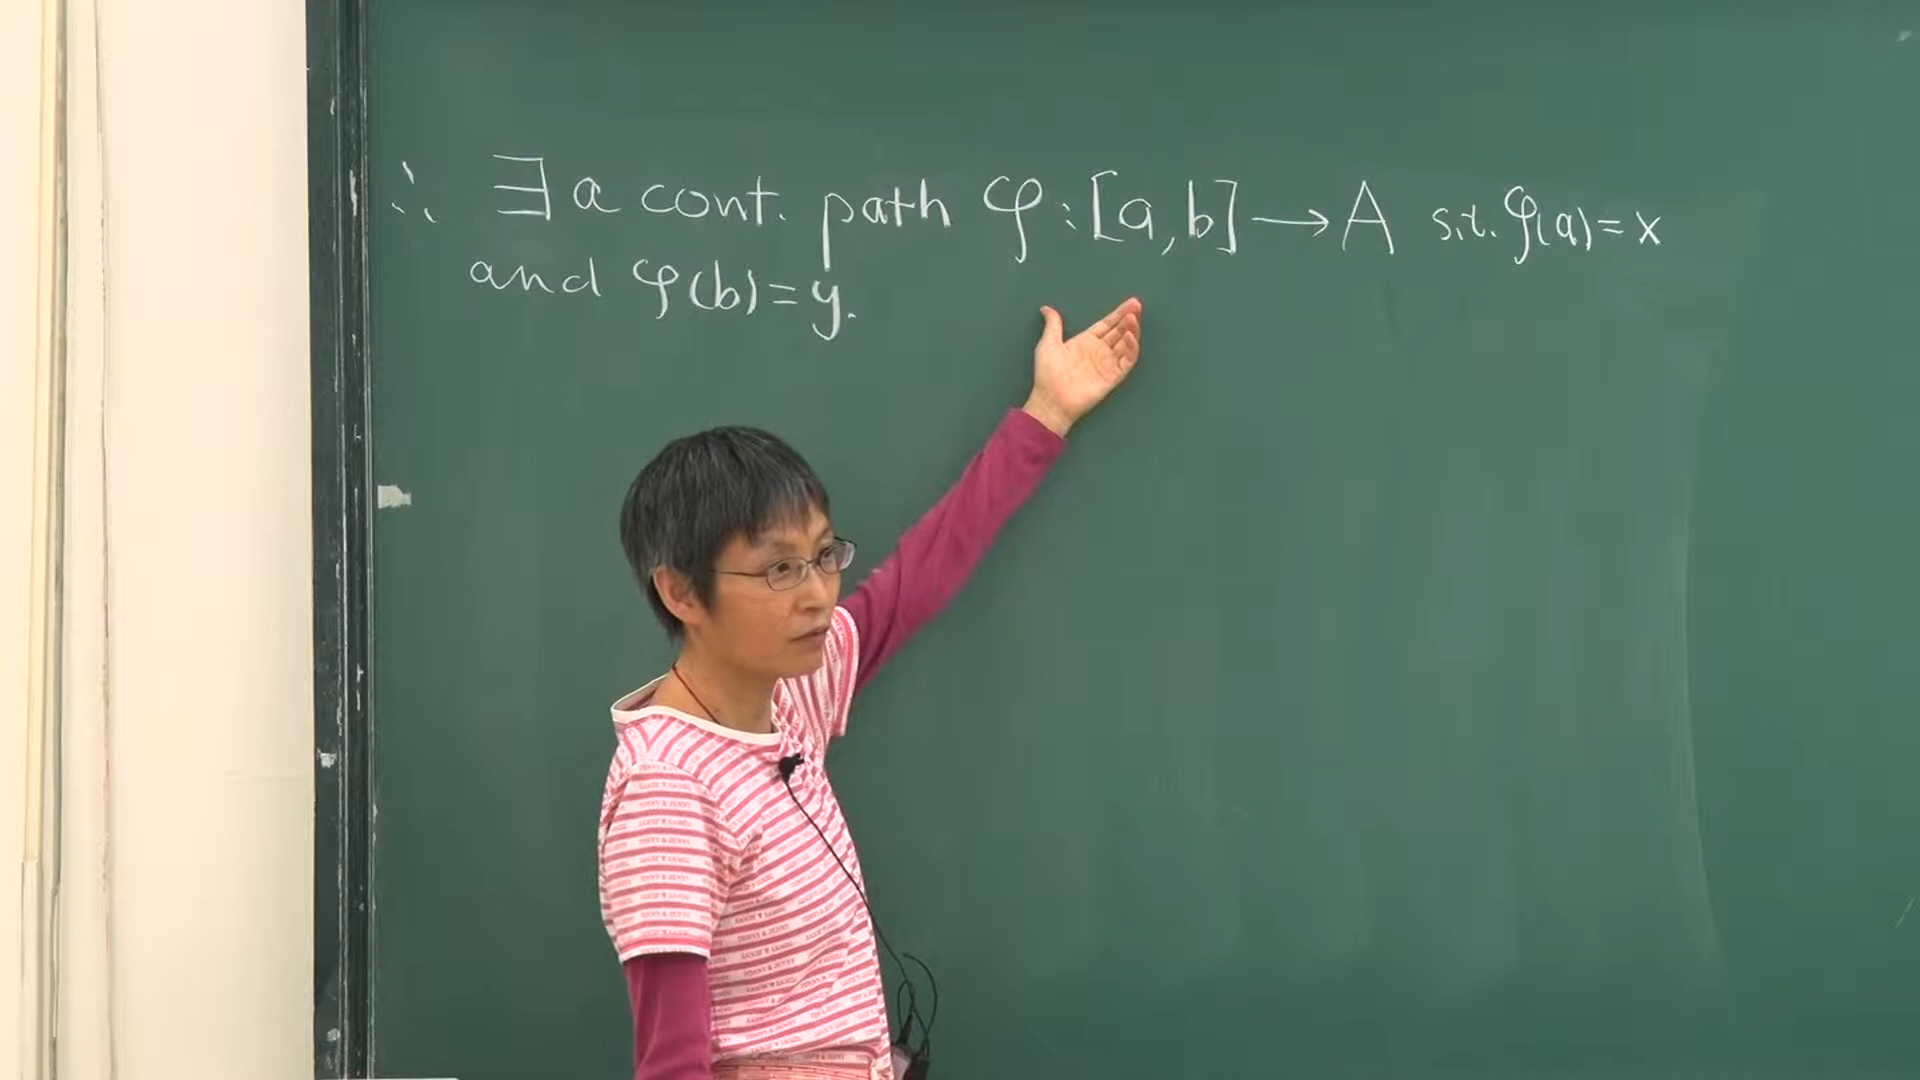 ∴ ∃ a cont. path φ:[a,b]→A s.t. φ(a)=x
and φ(b)=y.